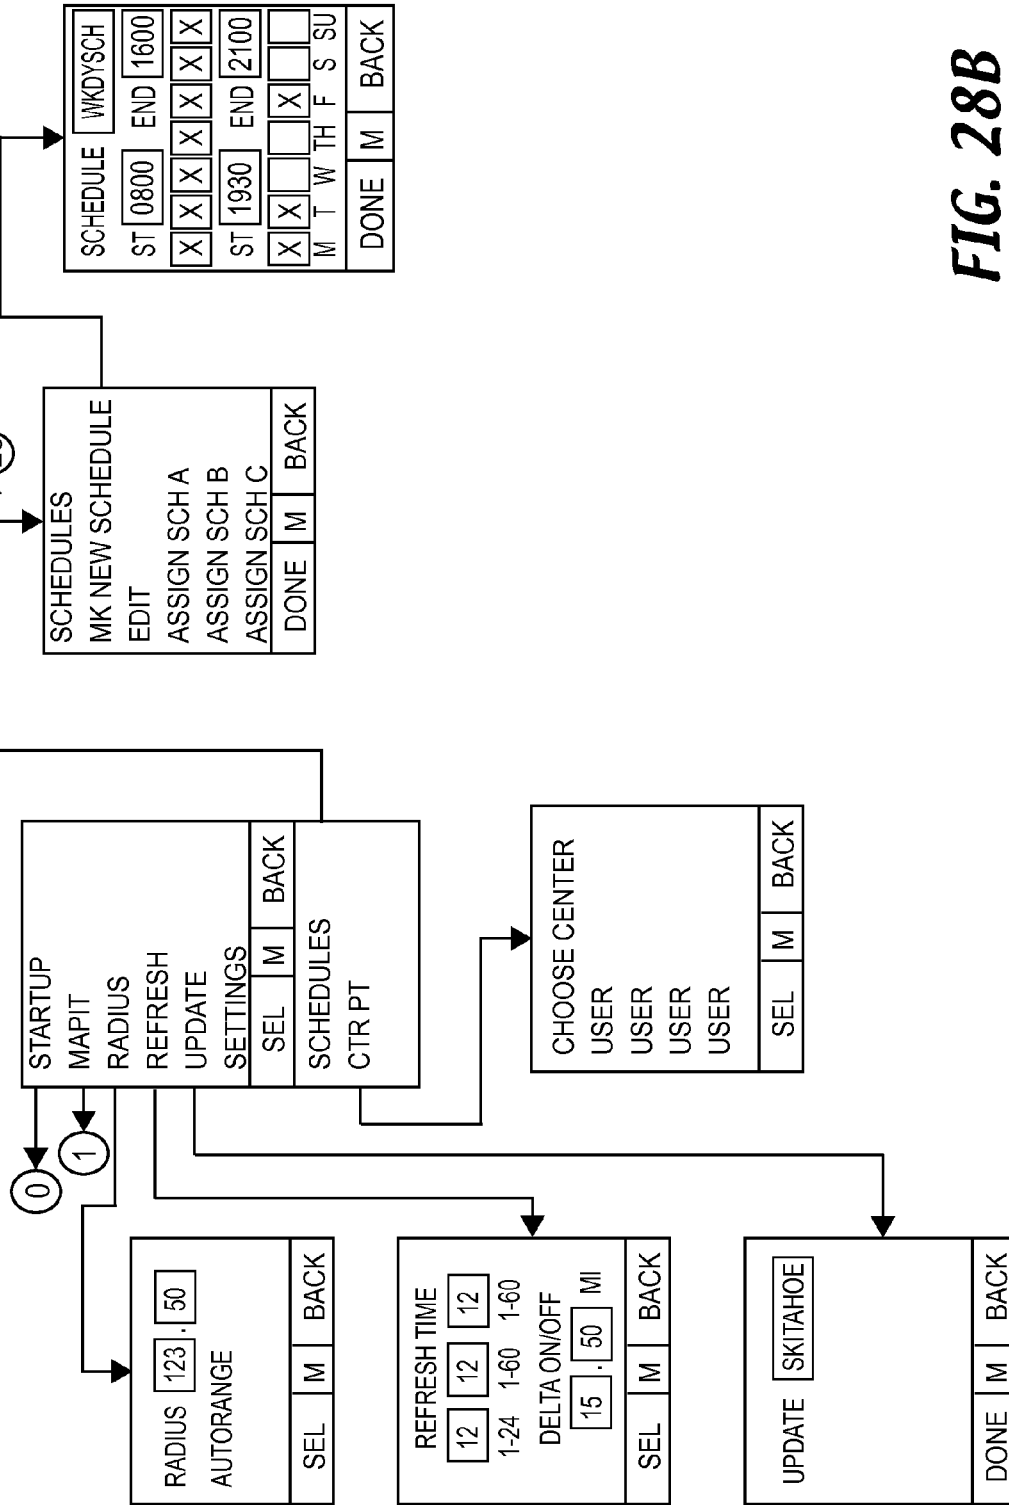 RADIUS 123 . 50
AUTORANGE
SEL M BACK
REFRESH TIME
12 12 12
1-24 1-60 1-60
DELTA ON/OFF
15 . 50 MI
SEL M BACK
UPDATE SKITAHOE
DONE M BACK
0
1
STARTUP
MAPIT
RADIUS
REFRESH
UPDATE
SETTINGS
SEL M BACK
SCHEDULES
CTR PT
CHOOSE CENTER
USER
USER
USER
USER
SEL M BACK
SCHEDULES
MK NEW SCHEDULE
EDIT
ASSIGN SCH A
ASSIGN SCH B
ASSIGN SCH C
DONE M BACK
SCHEDULE WKDYSCH
ST 0800 END 1600
X X X X X X X
ST 1930 END 2100
X X X
M T W TH F S SU
DONE M BACK
FIG. 28B